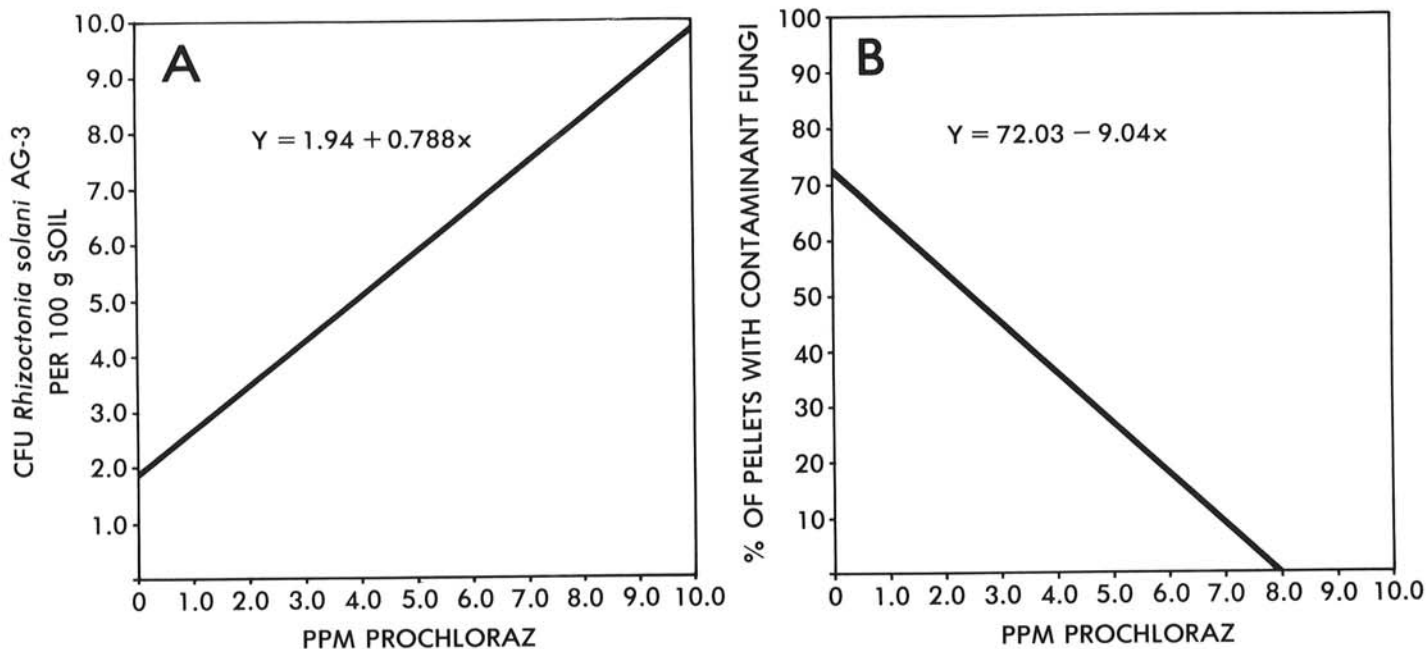 A
Y = 1.94 + 0.788x
CFU Rhizoctonia solani AG-3
PER 100 g SOIL
10.0
9.0
8.0
7.0
6.0
5.0
4.0
3.0
2.0
1.0
0 1.0 2.0 3.0 4.0 5.0 6.0 7.0 8.0 9.0 10.0
PPM PROCHLORAZ
B
Y = 72.03 – 9.04x
% OF PELLETS WITH CONTAMINANT FUNGI
100
90
80
70
60
50
40
30
20
10
0 1.0 2.0 3.0 4.0 5.0 6.0 7.0 8.0 9.0 10.0
PPM PROCHLORAZ